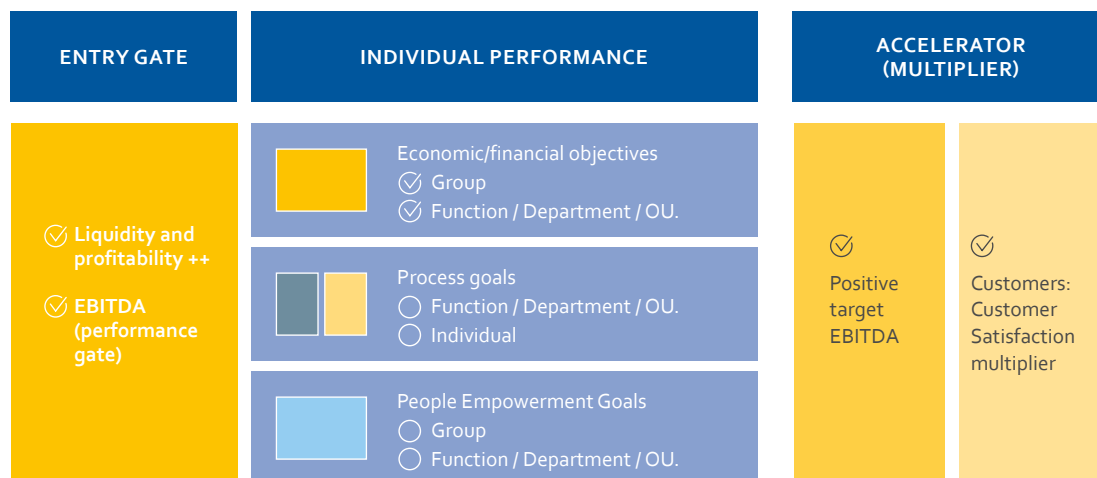 ENTRY GATE
INDIVIDUAL PERFORMANCE
ACCELERATOR
(MULTIPLIER)
Liquidity and
profitability ++
EBITDA
(performance
gate)
Economic/financial objectives
Group
Function / Department / OU.
Process goals
Function / Department / OU.
Individual
People Empowerment Goals
Group
Function / Department / OU.
Positive
target
EBITDA
Customers:
Customer
Satisfaction
multiplier